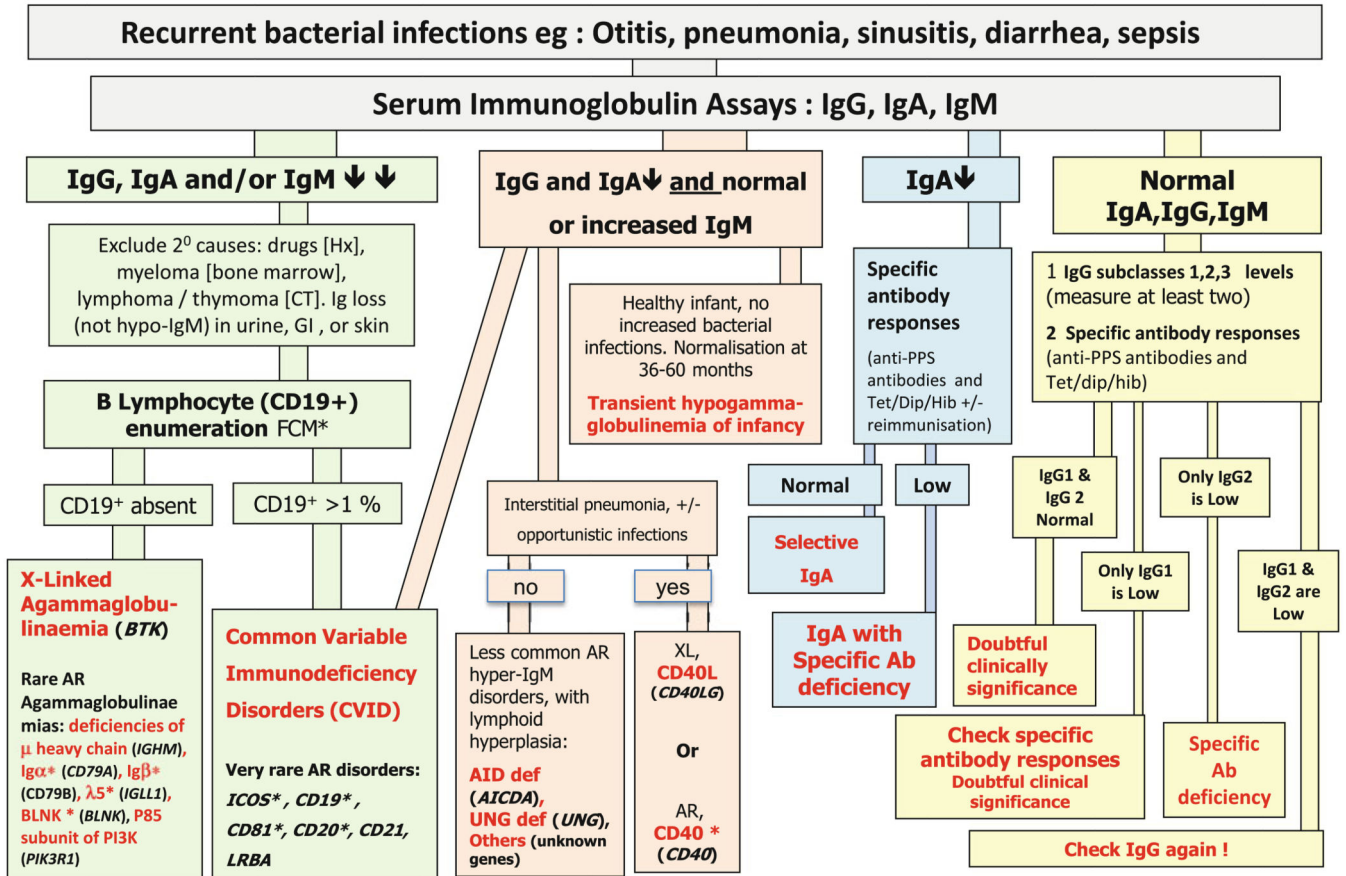 Recurrent bacterial infections eg : Otitis, pneumonia, sinusitis, diarrhea, sepsis
Serum Immunoglobulin Assays : IgG, IgA, IgM
IgG, IgA and/or IgM 🡻 🡻
Exclude 2⁰ causes: drugs [Hx],
myeloma [bone marrow],
lymphoma / thymoma [CT]. Ig loss
(not hypo-IgM) in urine, GI , or skin
B Lymphocyte (CD19+)
enumeration FCM*
CD19⁺ absent
CD19⁺ >1 %
X-Linked
Agammaglobu-
linaemia (BTK)
Rare AR
Agammaglobulinae
mias: deficiencies of
μ heavy chain (IGHM),
Igα* (CD79A), Igβ*
(CD79B), λ5* (IGLL1),
BLNK * (BLNK), P85
subunit of PI3K
(PIK3R1)
Common Variable
Immunodeficiency
Disorders (CVID)
Very rare AR disorders:
ICOS* , CD19* ,
CD81*, CD20*, CD21,
LRBA
IgG and IgA🡻 and normal
or increased IgM
Healthy infant, no
increased bacterial
infections. Normalisation at
36-60 months
Transient hypogamma-
globulinemia of infancy
Interstitial pneumonia, +/-
opportunistic infections
no
yes
Less common AR
hyper-IgM
disorders, with
lymphoid
hyperplasia:
AID def
(AICDA),
UNG def (UNG),
Others (unknown
genes)
XL,
CD40L
(CD40LG)
Or
AR,
CD40 *
(CD40)
IgA🡻
Specific
antibody
responses
(anti-PPS
antibodies and
Tet/Dip/Hib +/-
reimmunisation)
Normal
Low
Selective
IgA
IgA with
Specific Ab
deficiency
Normal
IgA,IgG,IgM
1 IgG subclasses 1,2,3 levels
(measure at least two)
2 Specific antibody responses
(anti-PPS antibodies and
Tet/dip/hib)
IgG1 &
IgG 2
Normal
Only IgG1
is Low
Only IgG2
is Low
IgG1 &
IgG2 are
Low
Doubtful
clinically
significance
Check specific
antibody responses
Doubtful clinical
significance
Specific
Ab
deficiency
Check IgG again !